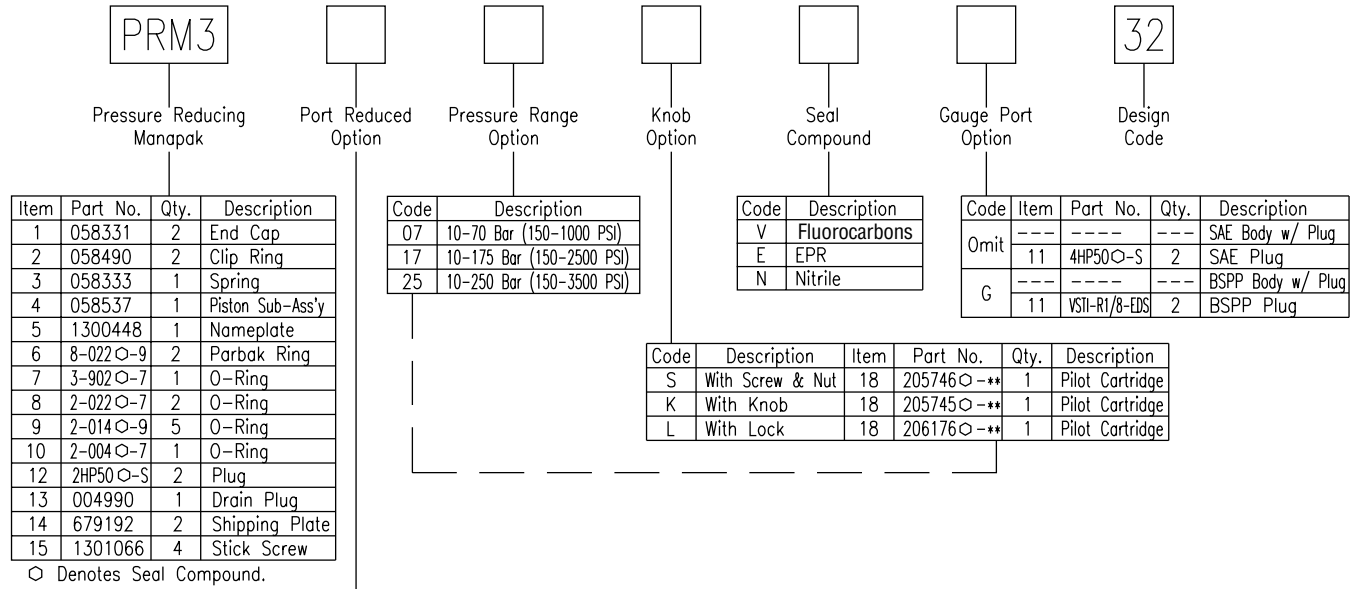 PRM3
32
Pressure Reducing
Manapak
Port Reduced
Option
Pressure Range
Option
Knob
Option
Seal
Compound
Gauge Port
Option
Design
Code
Item Part No. Qty. Description
1 058331 2 End Cap
2 058490 2 Clip Ring
3 058333 1 Spring
4 058537 1 Piston Sub-Ass'y
5 1300448 1 Nameplate
6 8-022⬡-9 2 Parbak Ring
7 3-902⬡-7 1 O-Ring
8 2-022⬡-7 2 O-Ring
9 2-014⬡-9 5 O-Ring
10 2-004⬡-7 1 O-Ring
12 2HP50⬡-S 2 Plug
13 004990 1 Drain Plug
14 679192 2 Shipping Plate
15 1301066 4 Stick Screw
⬡ Denotes Seal Compound.
Code Description
07 10-70 Bar (150-1000 PSI)
17 10-175 Bar (150-2500 PSI)
25 10-250 Bar (150-3500 PSI)
Code Description
V Fluorocarbons
E EPR
N Nitrile
Code Item Part No. Qty. Description
Omit --- ---- --- SAE Body w/ Plug
11 4HP50⬡-S 2 SAE Plug
G --- ---- --- BSPP Body w/ Plug
11 VSTI-R1/8-EDS 2 BSPP Plug
Code Description Item Part No. Qty. Description
S With Screw & Nut 18 205746⬡-** 1 Pilot Cartridge
K With Knob 18 205745⬡-** 1 Pilot Cartridge
L With Lock 18 206176⬡-** 1 Pilot Cartridge